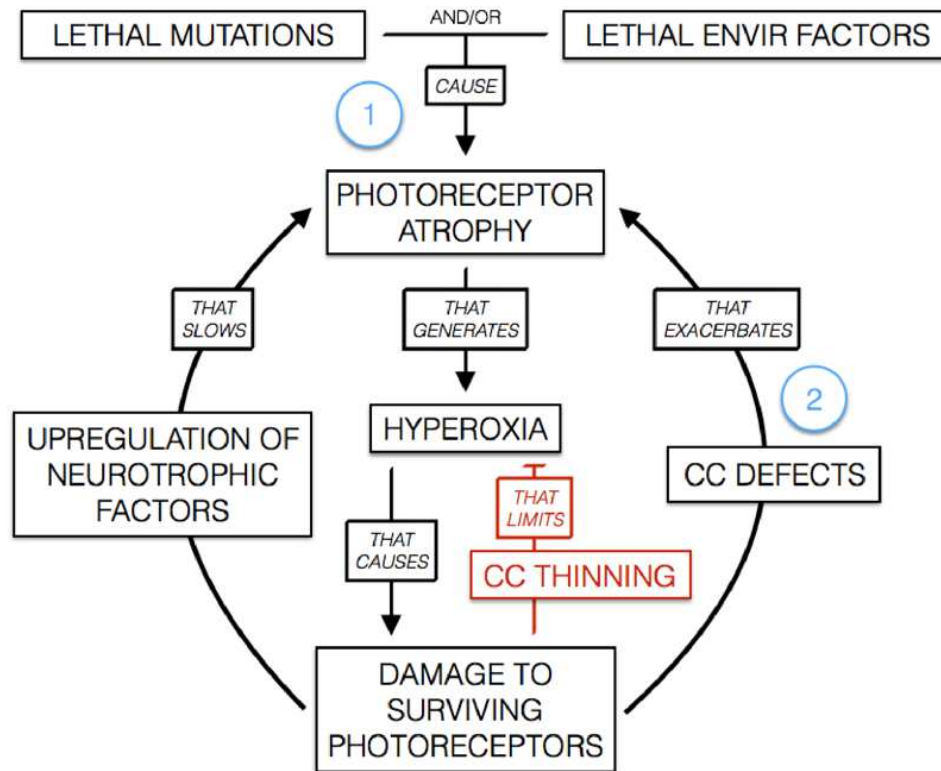 AND/OR
LETHAL MUTATIONS
LETHAL ENVIR FACTORS
CAUSE
1
PHOTORECEPTOR
ATROPHY
THAT
SLOWS
THAT
GENERATES
THAT
EXACERBATES
2
UPREGULATION OF
NEUROTROPHIC
FACTORS
HYPEROXIA
CC DEFECTS
THAT
LIMITS
THAT
CAUSES
CC THINNING
DAMAGE TO
SURVIVING
PHOTORECEPTORS